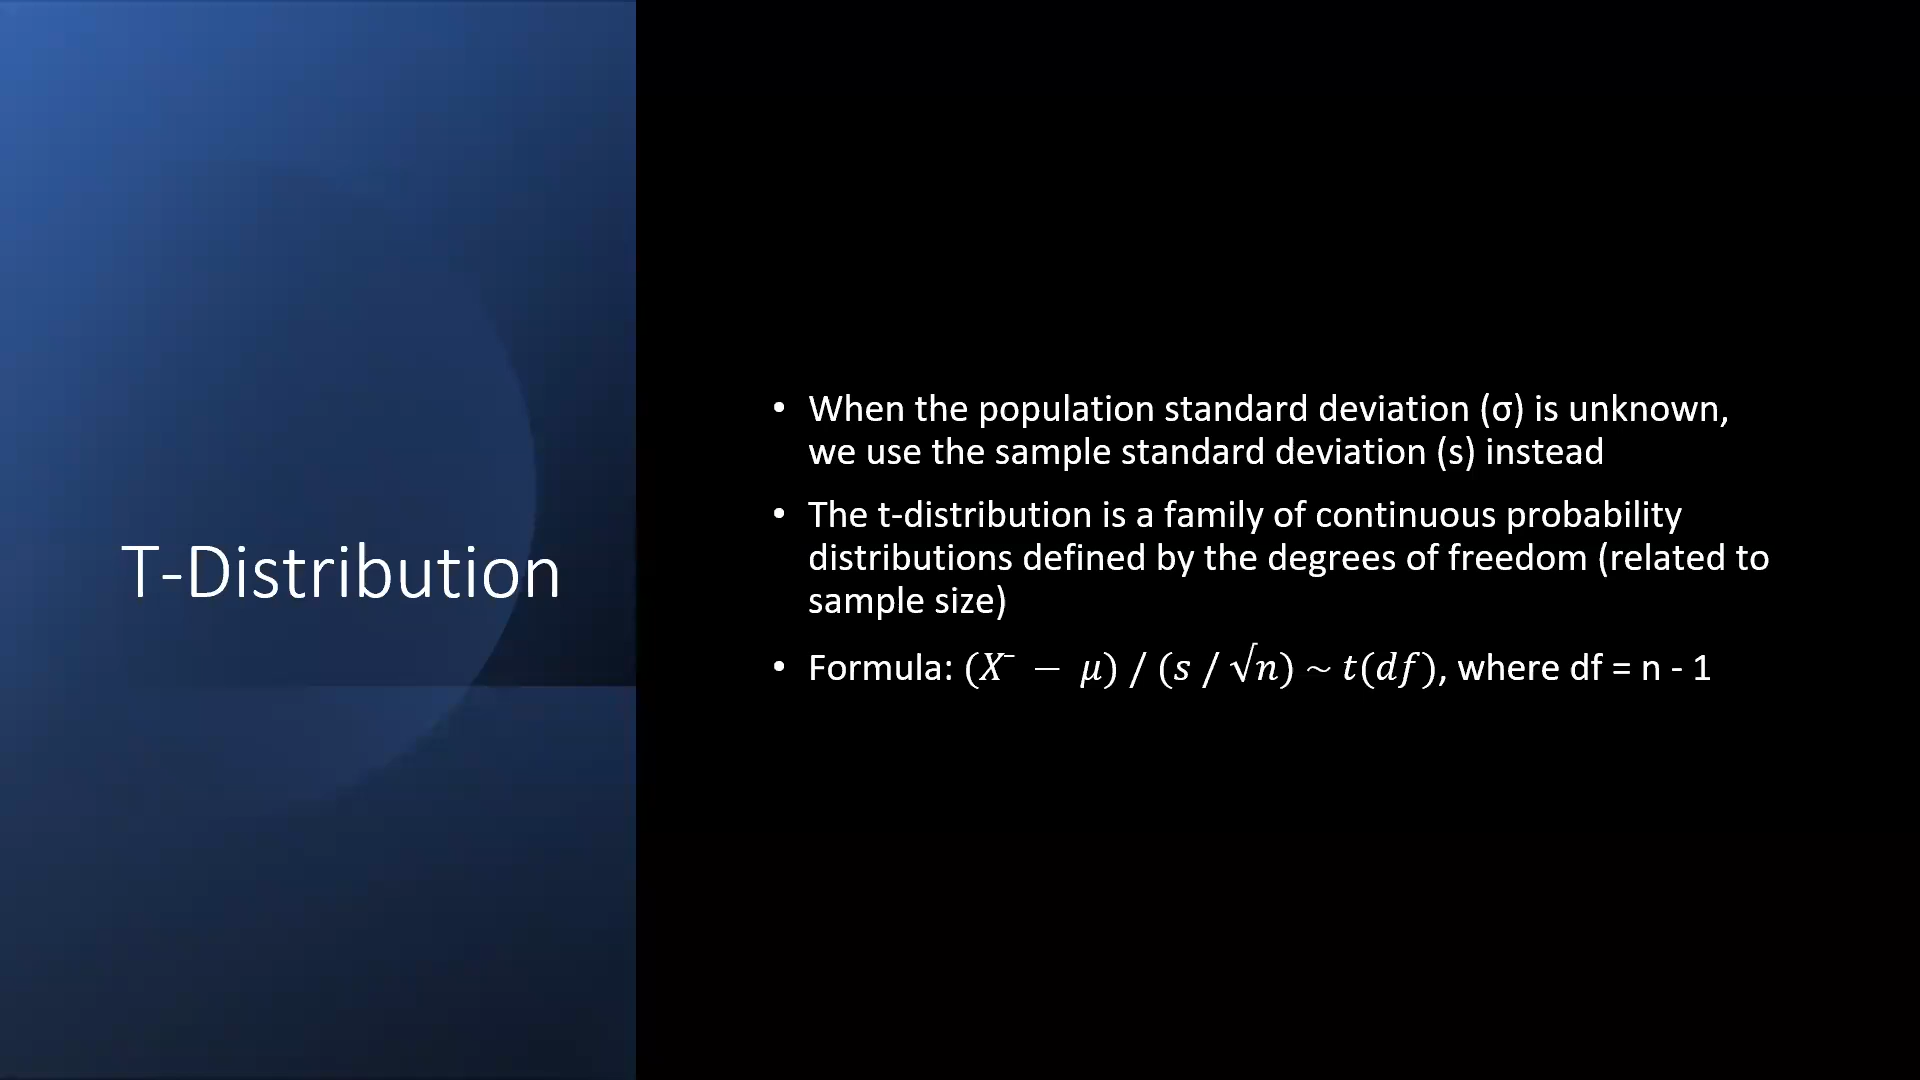 T-Distribution
• When the population standard deviation (σ) is unknown,
we use the sample standard deviation (s) instead
• The t-distribution is a family of continuous probability
distributions defined by the degrees of freedom (related to
sample size)
• Formula: (X‾ − μ) / (s / √n) ~ t(df), where df = n - 1